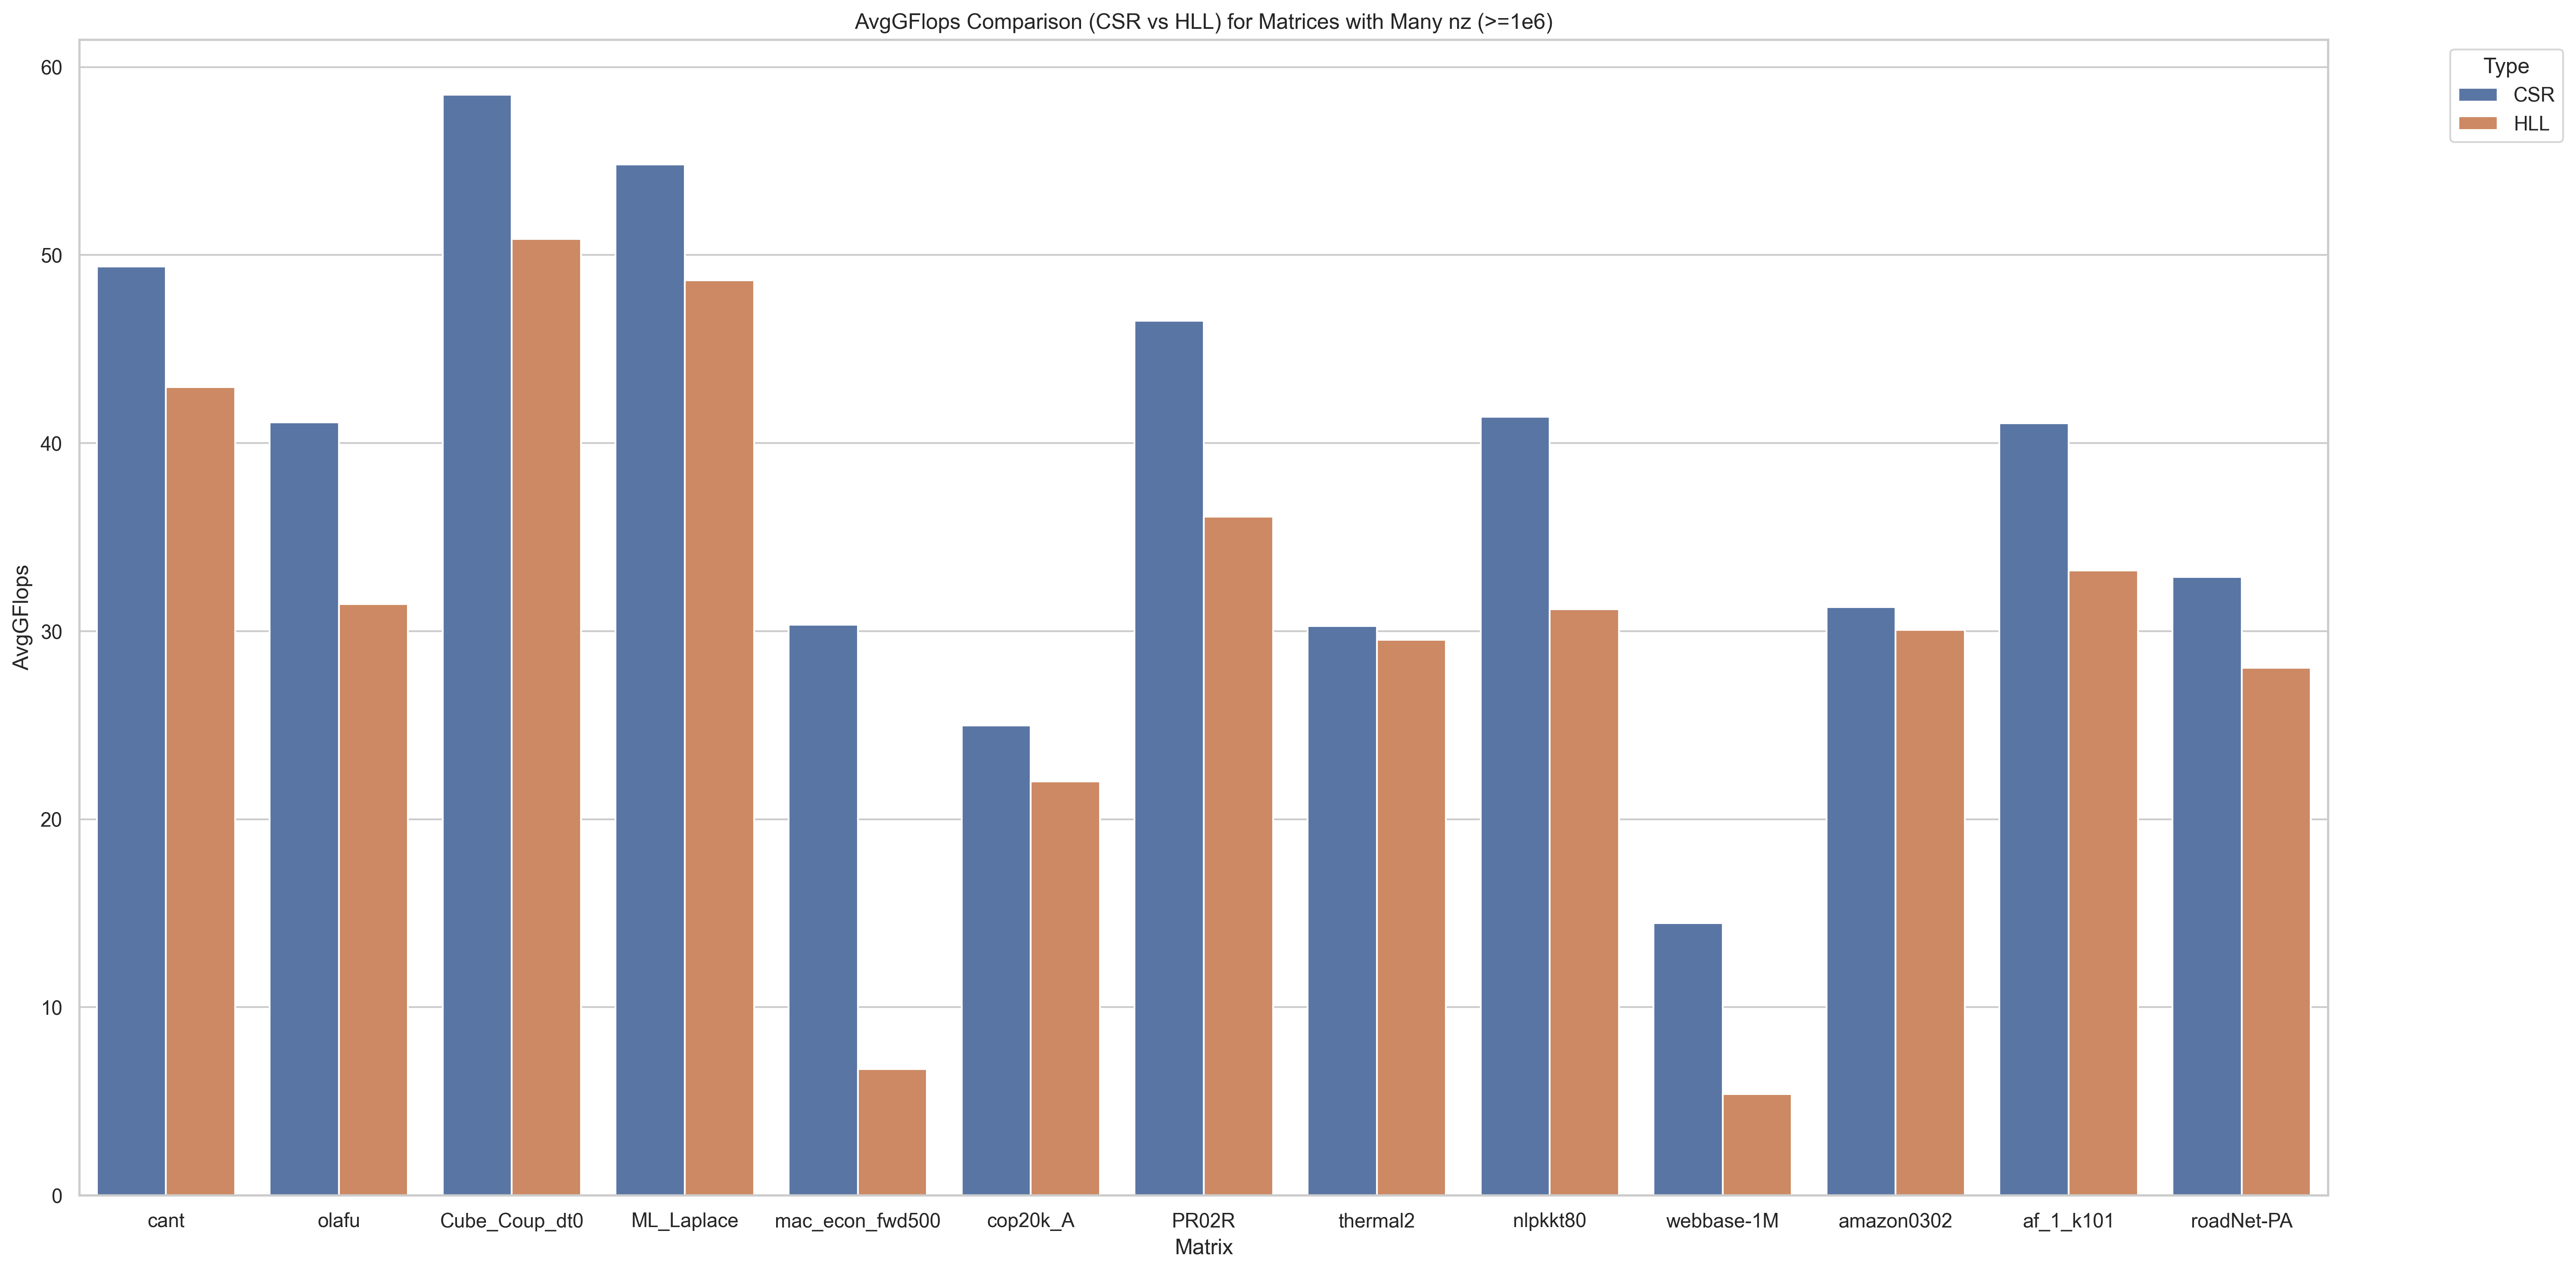 AvgGFlops Comparison (CSR vs HLL) for Matrices with Many nz (>=1e6)
Type
CSR
HLL
AvgGFlops
60
50
40
30
20
10
0
cant olafu Cube_Coup_dt0 ML_Laplace mac_econ_fwd500 cop20k_A PR02R thermal2 nlpkkt80 webbase-1M amazon0302 af_1_k101 roadNet-PA
Matrix